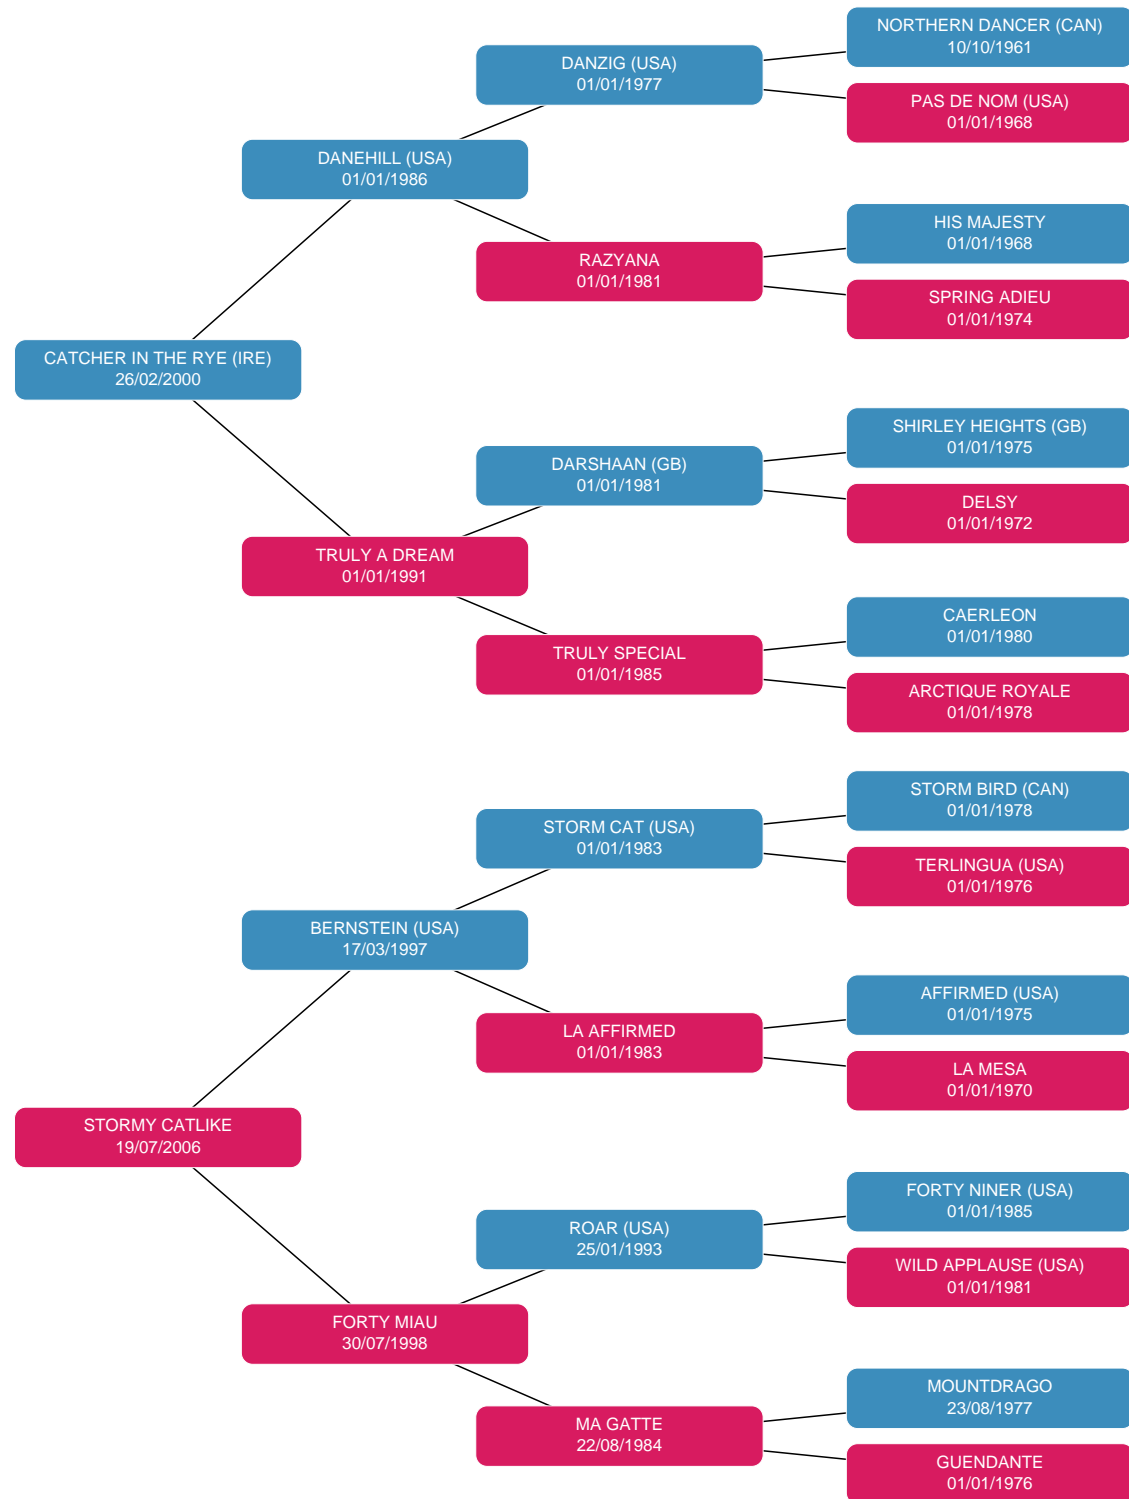 NORTHERN DANCER (CAN)
10/10/1961
DANZIG (USA)
01/01/1977
PAS DE NOM (USA)
01/01/1968
DANEHILL (USA)
01/01/1986
HIS MAJESTY
01/01/1968
RAZYANA
01/01/1981
SPRING ADIEU
01/01/1974
CATCHER IN THE RYE (IRE)
26/02/2000
SHIRLEY HEIGHTS (GB)
01/01/1975
DARSHAAN (GB)
01/01/1981
DELSY
01/01/1972
TRULY A DREAM
01/01/1991
CAERLEON
01/01/1980
TRULY SPECIAL
01/01/1985
ARCTIQUE ROYALE
01/01/1978
STORM BIRD (CAN)
01/01/1978
STORM CAT (USA)
01/01/1983
TERLINGUA (USA)
01/01/1976
BERNSTEIN (USA)
17/03/1997
AFFIRMED (USA)
01/01/1975
LA AFFIRMED
01/01/1983
LA MESA
01/01/1970
STORMY CATLIKE
19/07/2006
FORTY NINER (USA)
01/01/1985
ROAR (USA)
25/01/1993
WILD APPLAUSE (USA)
01/01/1981
FORTY MIAU
30/07/1998
MOUNTDRAGO
23/08/1977
MA GATTE
22/08/1984
GUENDANTE
01/01/1976